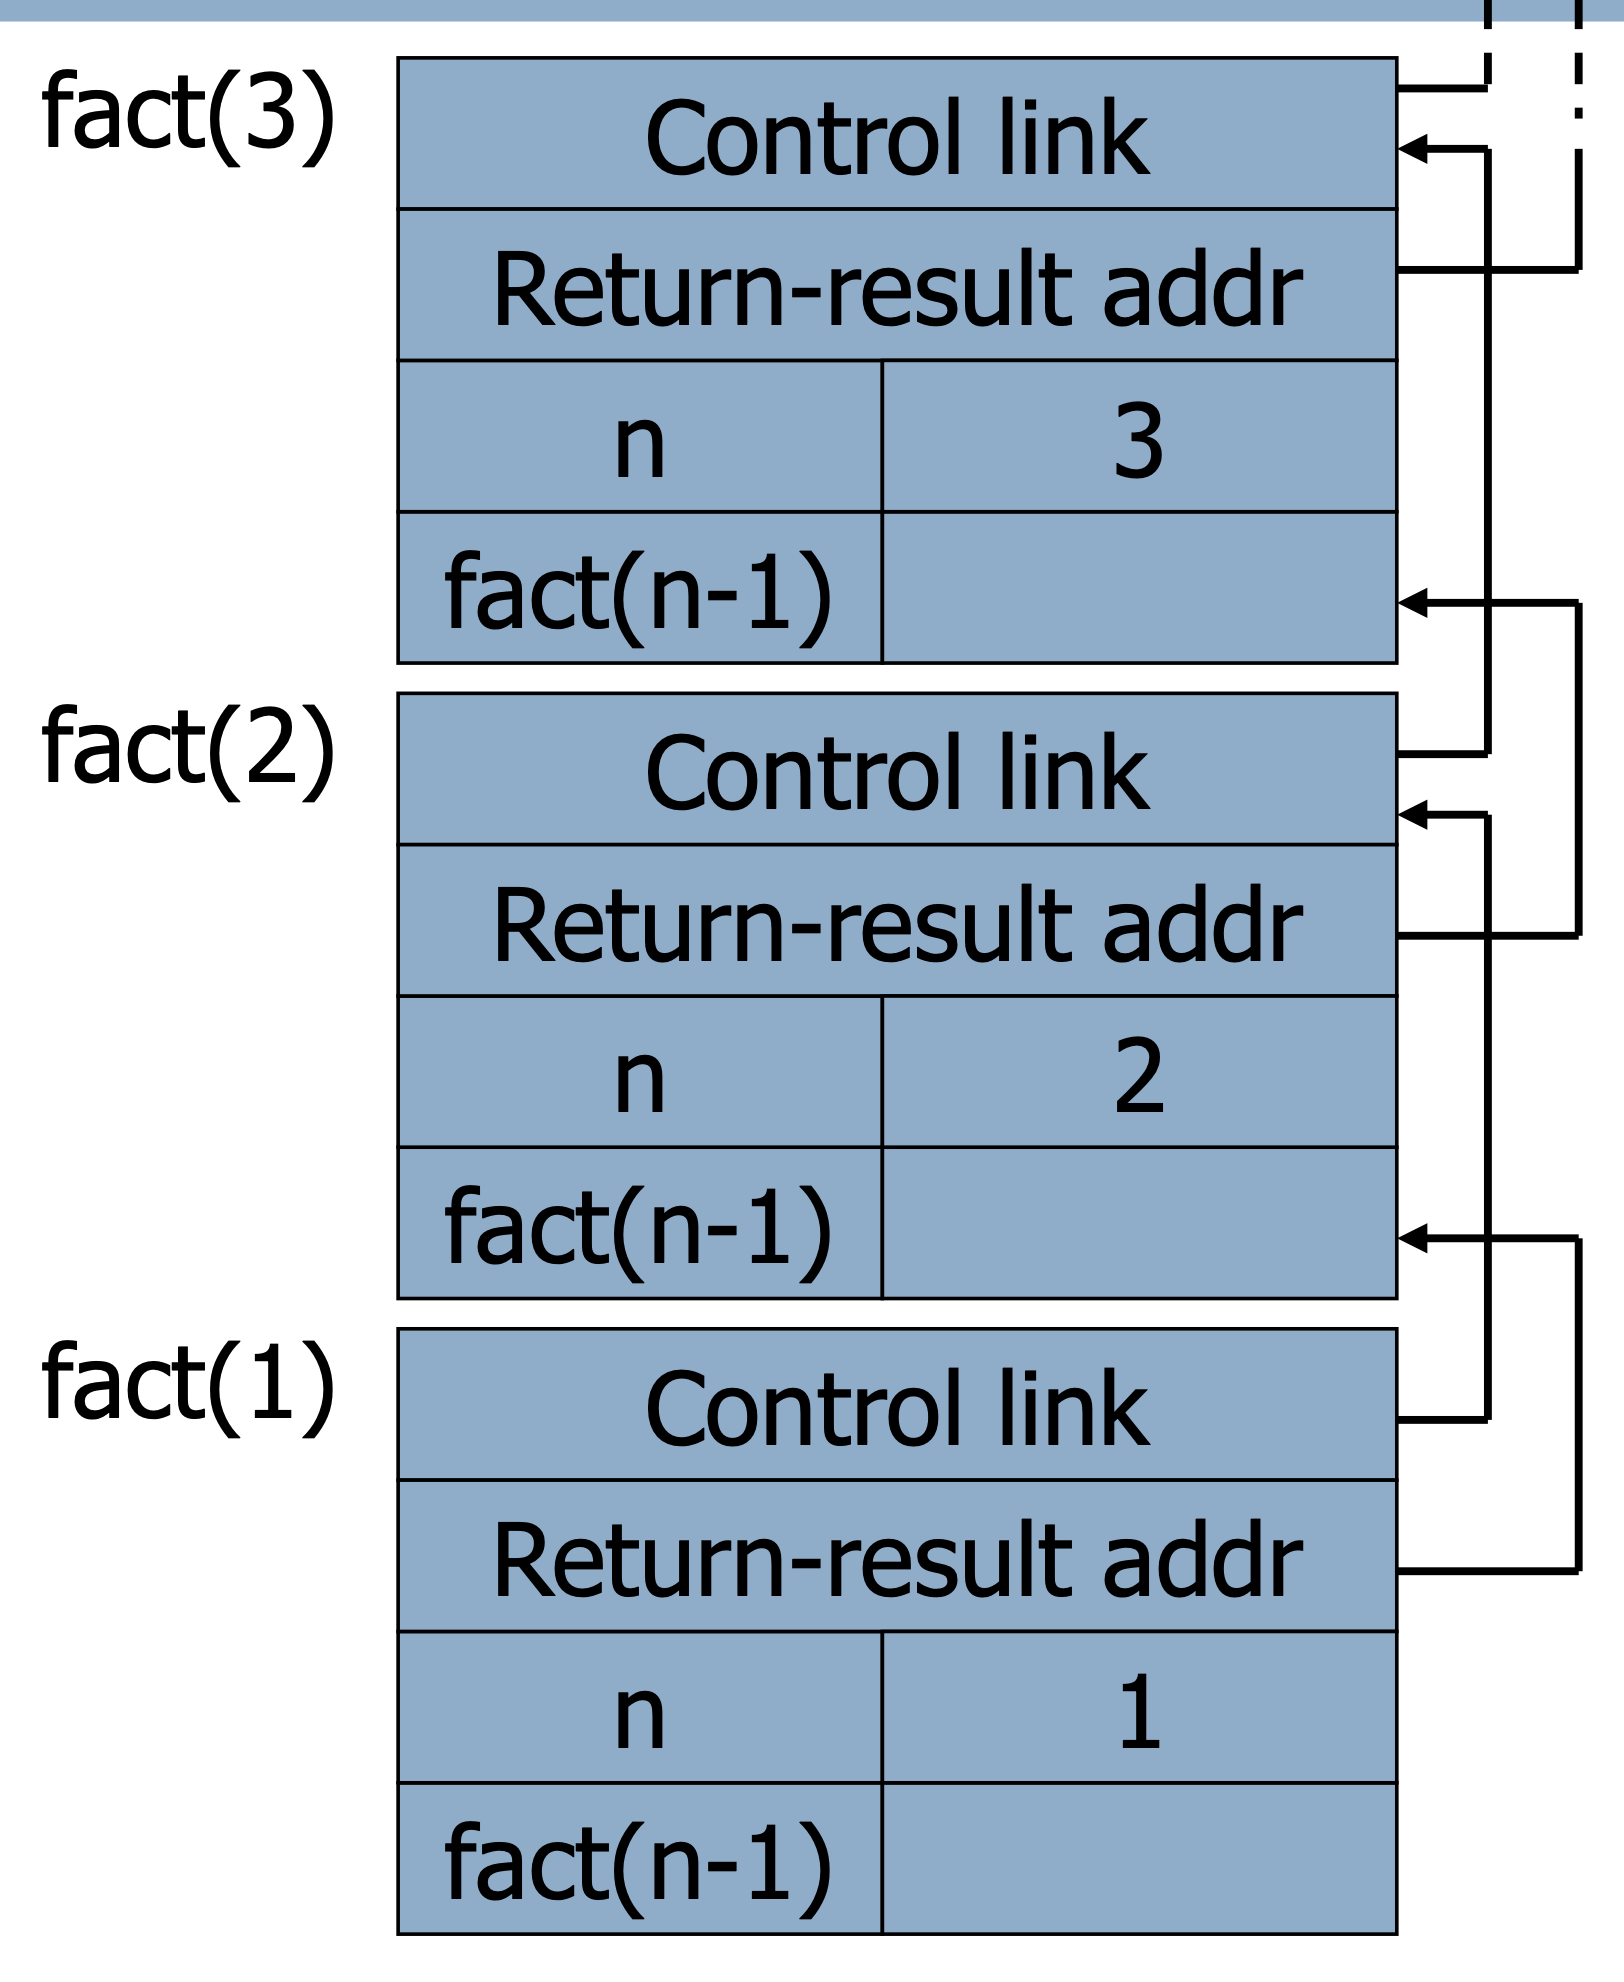 fact(3)
Control link
Return-result addr
n 3
fact(n-1)
fact(2)
Control link
Return-result addr
n 2
fact(n-1)
fact(1)
Control link
Return-result addr
n 1
fact(n-1)